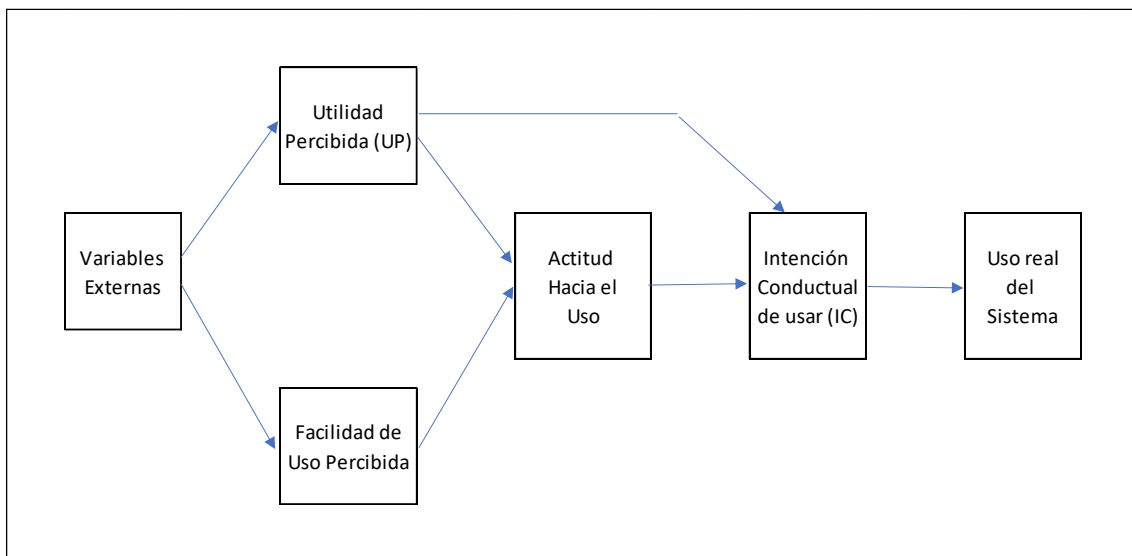 Utilidad
Percibida (UP)
Variables
Externas
Actitud
Hacia el
Uso
Intención
Conductual
de usar (IC)
Uso real
del
Sistema
Facilidad de
Uso Percibida